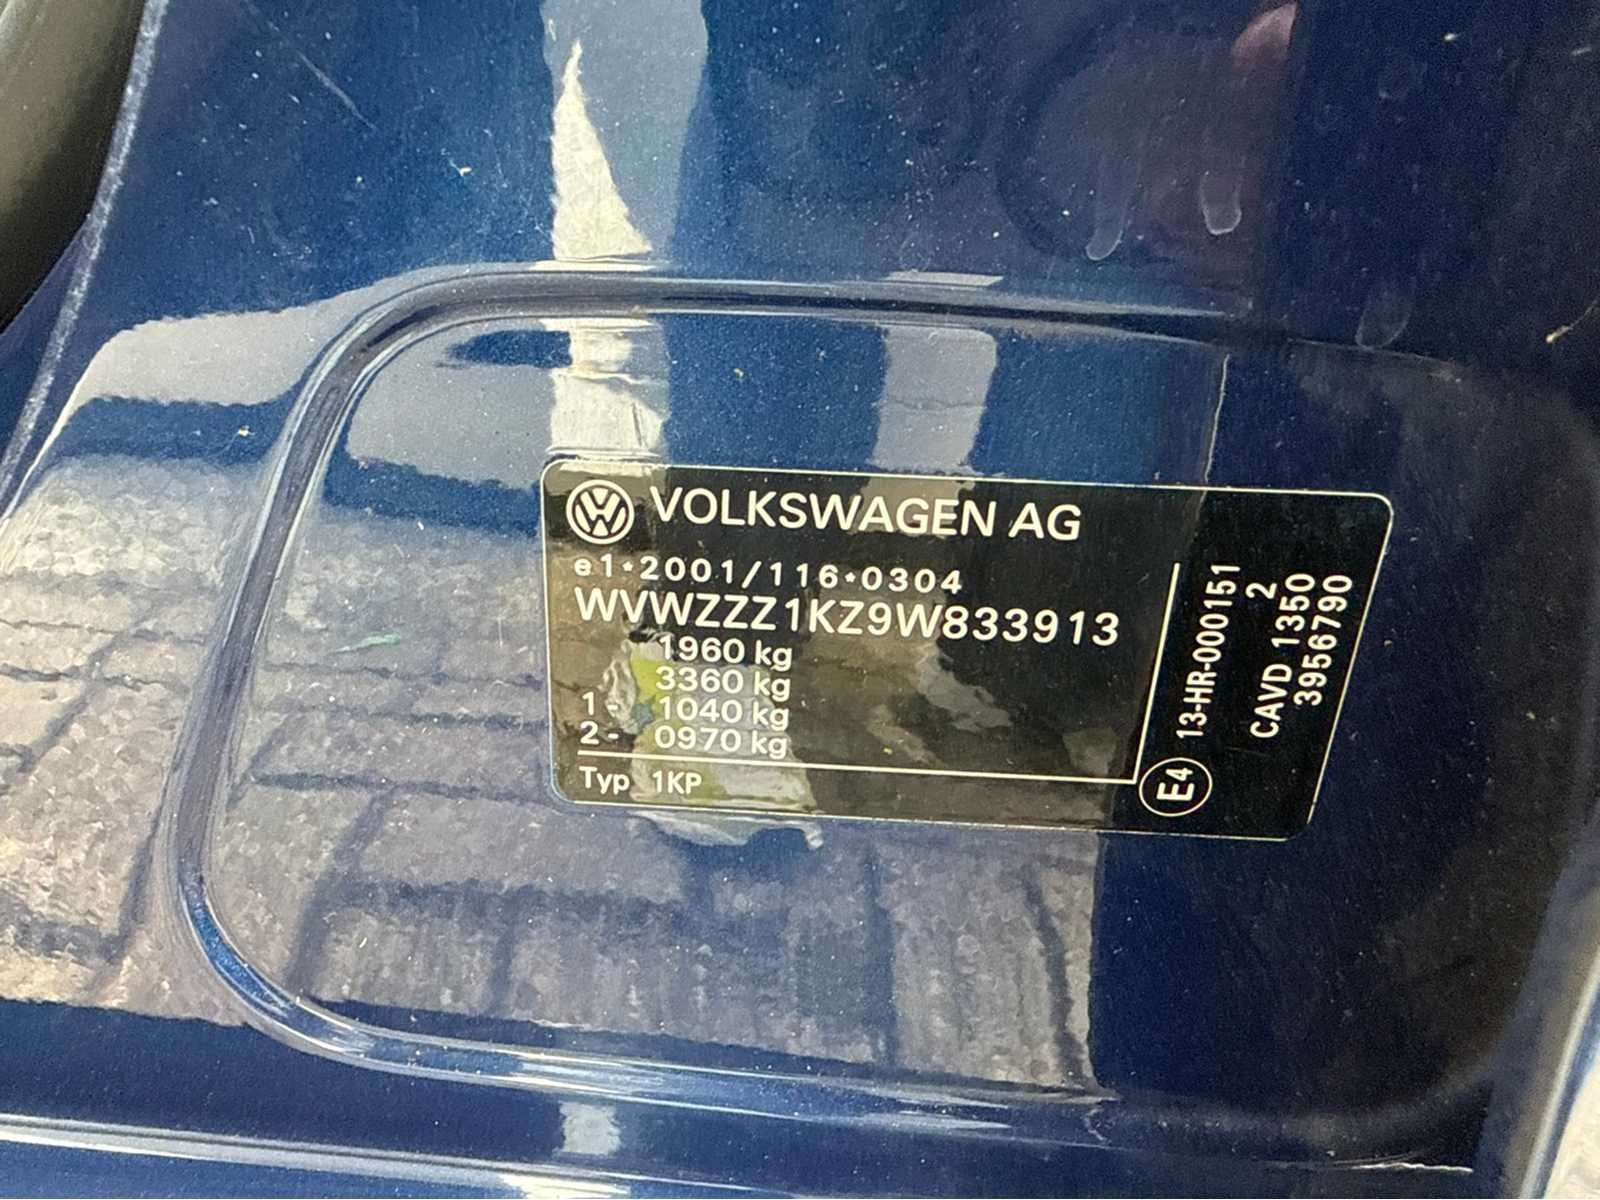 VOLKSWAGEN AG
e1*2001/116*0304
WVWZZZ1KZ9W833913
1960 kg
3360 kg
1- 1040 kg
2- 0970 kg
Typ 1KP
E4 13-HR-000151
2
CAVD 1350
3956790